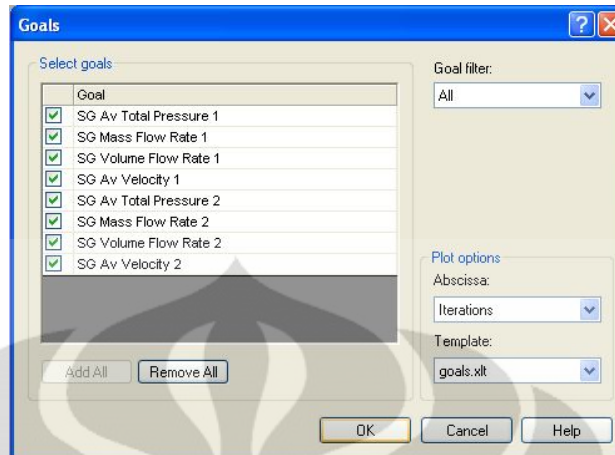 Goals
Select goals
Goal
SG Av Total Pressure 1
SG Mass Flow Rate 1
SG Volume Flow Rate 1
SG Av Velocity 1
SG Av Total Pressure 2
SG Mass Flow Rate 2
SG Volume Flow Rate 2
SG Av Velocity 2
Add All
Remove All
Goal filter:
All
Plot options
Abscissa:
Iterations
Template:
goals.xlt
OK
Cancel
Help